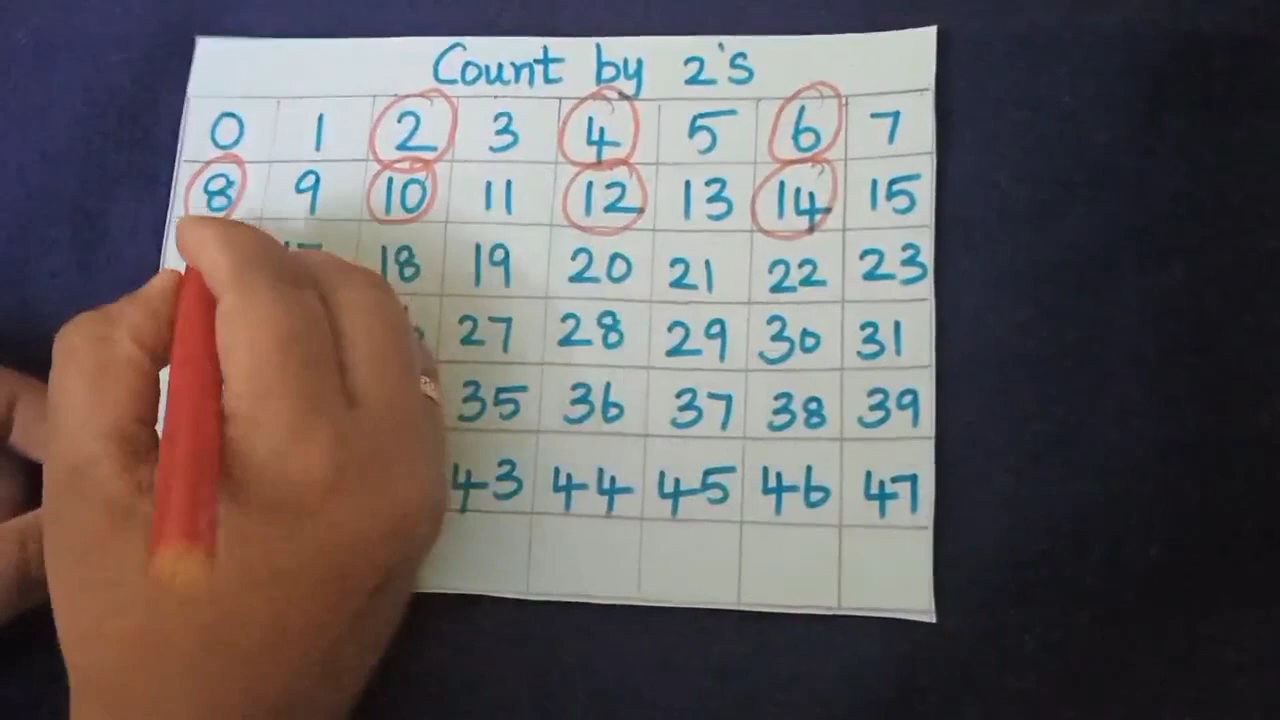 Count by 2's
0 1 2 3 4 5 6 7
8 9 10 11 12 13 14 15
18 19 20 21 22 23
27 28 29 30 31
35 36 37 38 39
43 44 45 46 47